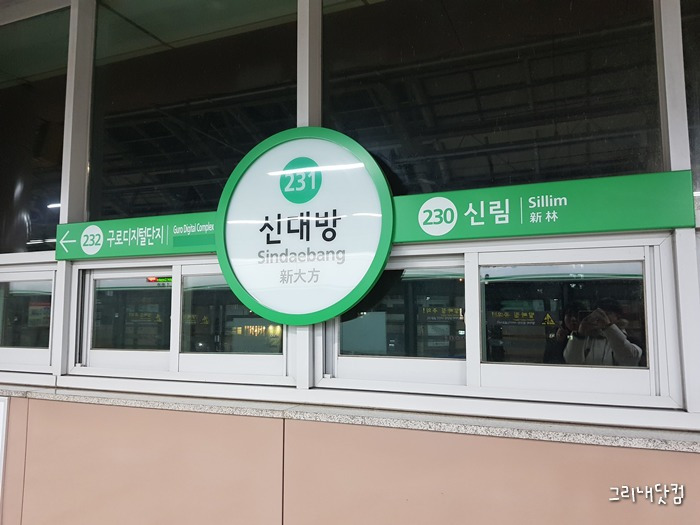 231
신대방
Sindaebang
新大方
← 232 구로디지털단지 Guro Digital Complex
230 신림 Sillim
新林
그리내닷컴